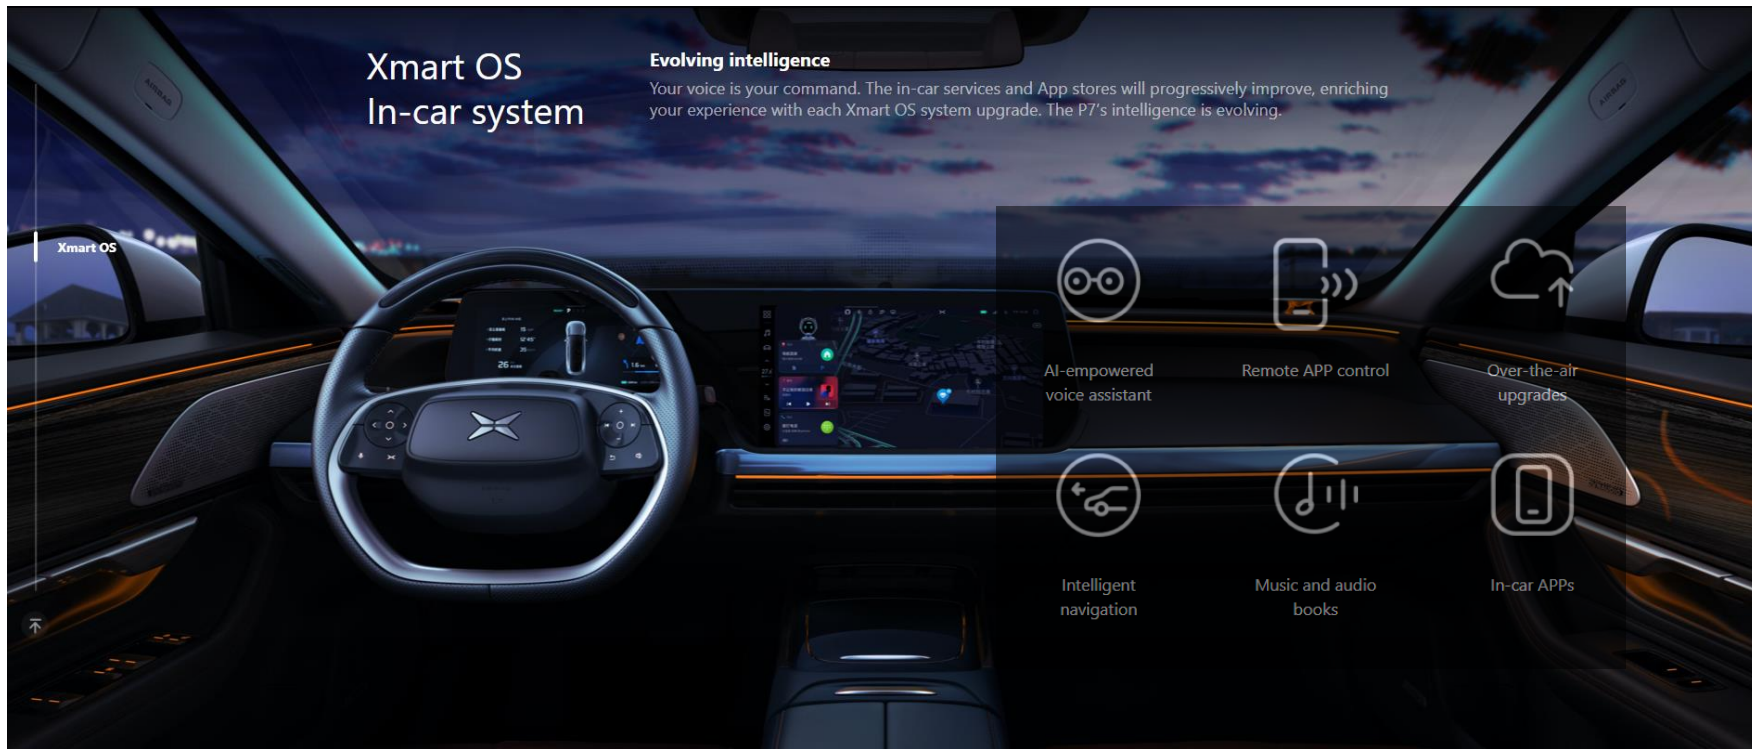 Xmart OS
In-car system
Evolving intelligence
Your voice is your command. The in-car services and App stores will progressively improve, enriching
your experience with each Xmart OS system upgrade. The P7's intelligence is evolving.
AIRBAG
AIRBAG
Xmart OS
AI-empowered
voice assistant
Remote APP control
Over-the-air
upgrades
Intelligent
navigation
Music and audio
books
In-car APPs